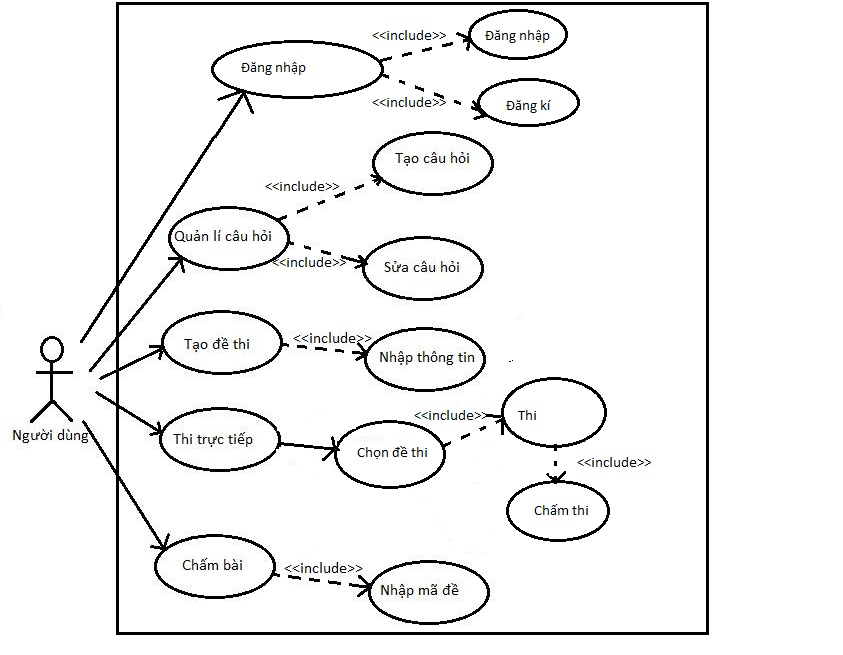 <<include>>
Đăng nhập
Đăng nhập
<<include>>
Đăng kí
Tạo câu hỏi
<<include>>
Quản lí câu hỏi
<<include>>
Sửa câu hỏi
Tạo đề thi
<<include>>
Nhập thông tin
Người dùng
Thi trực tiếp
Chọn đề thi
<<include>>
Thi
<<include>>
Chấm thi
Chấm bài
<<include>>
Nhập mã đề